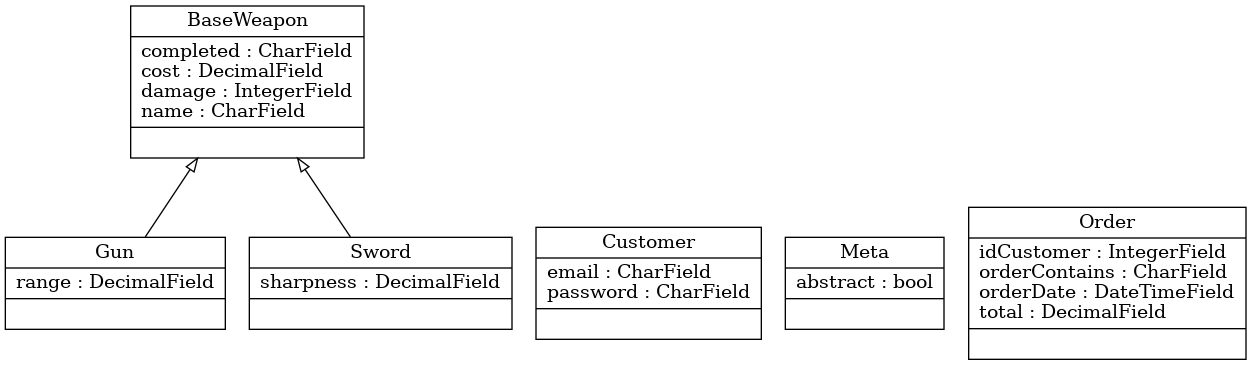 BaseWeapon
completed : CharField
cost : DecimalField
damage : IntegerField
name : CharField
Gun
range : DecimalField
Sword
sharpness : DecimalField
Customer
email : CharField
password : CharField
Meta
abstract : bool
Order
idCustomer : IntegerField
orderContains : CharField
orderDate : DateTimeField
total : DecimalField